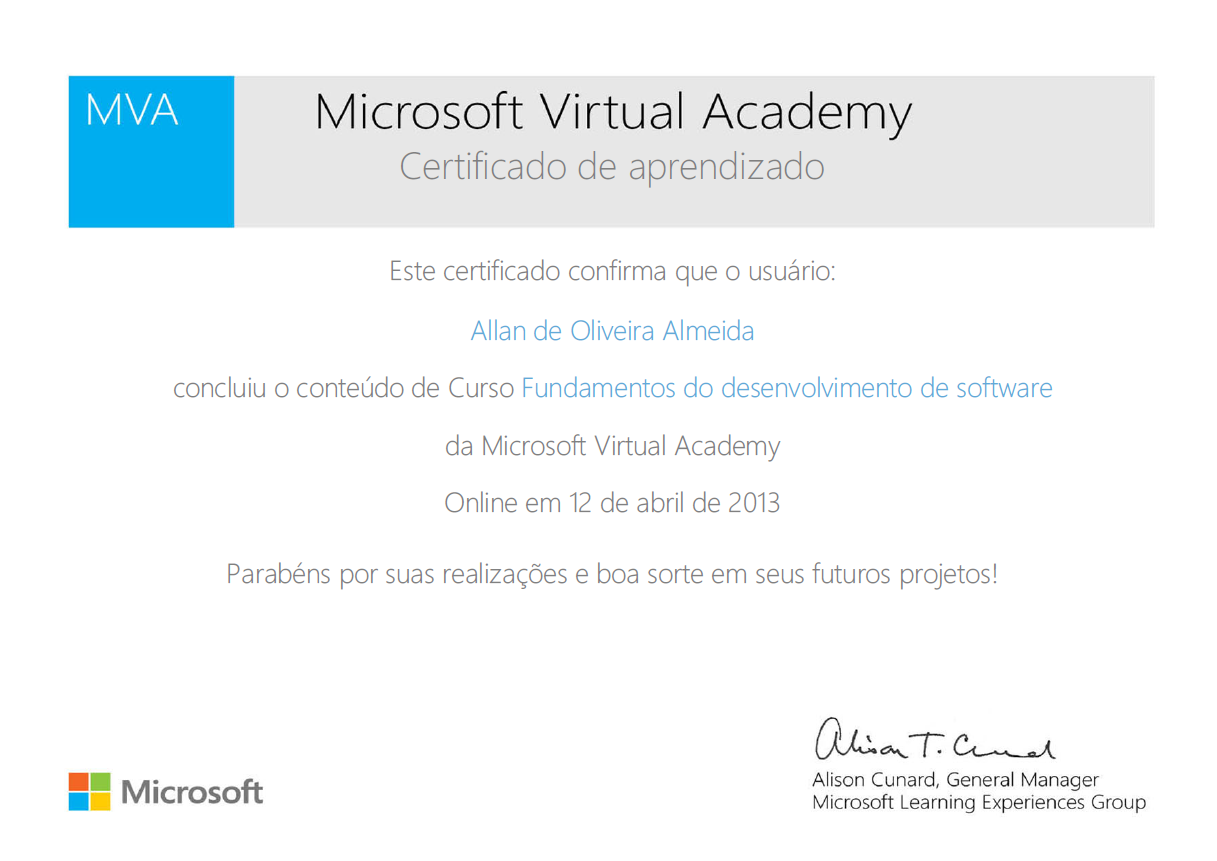 MVA
Microsoft Virtual Academy
Certificado de aprendizado
Este certificado confirma que o usuário:
Allan de Oliveira Almeida
concluiu o conteúdo de Curso Fundamentos do desenvolvimento de software
da Microsoft Virtual Academy
Online em 12 de abril de 2013
Parabéns por suas realizações e boa sorte em seus futuros projetos!
Alison T. Cunard
Alison Cunard, General Manager
Microsoft Learning Experiences Group
Microsoft